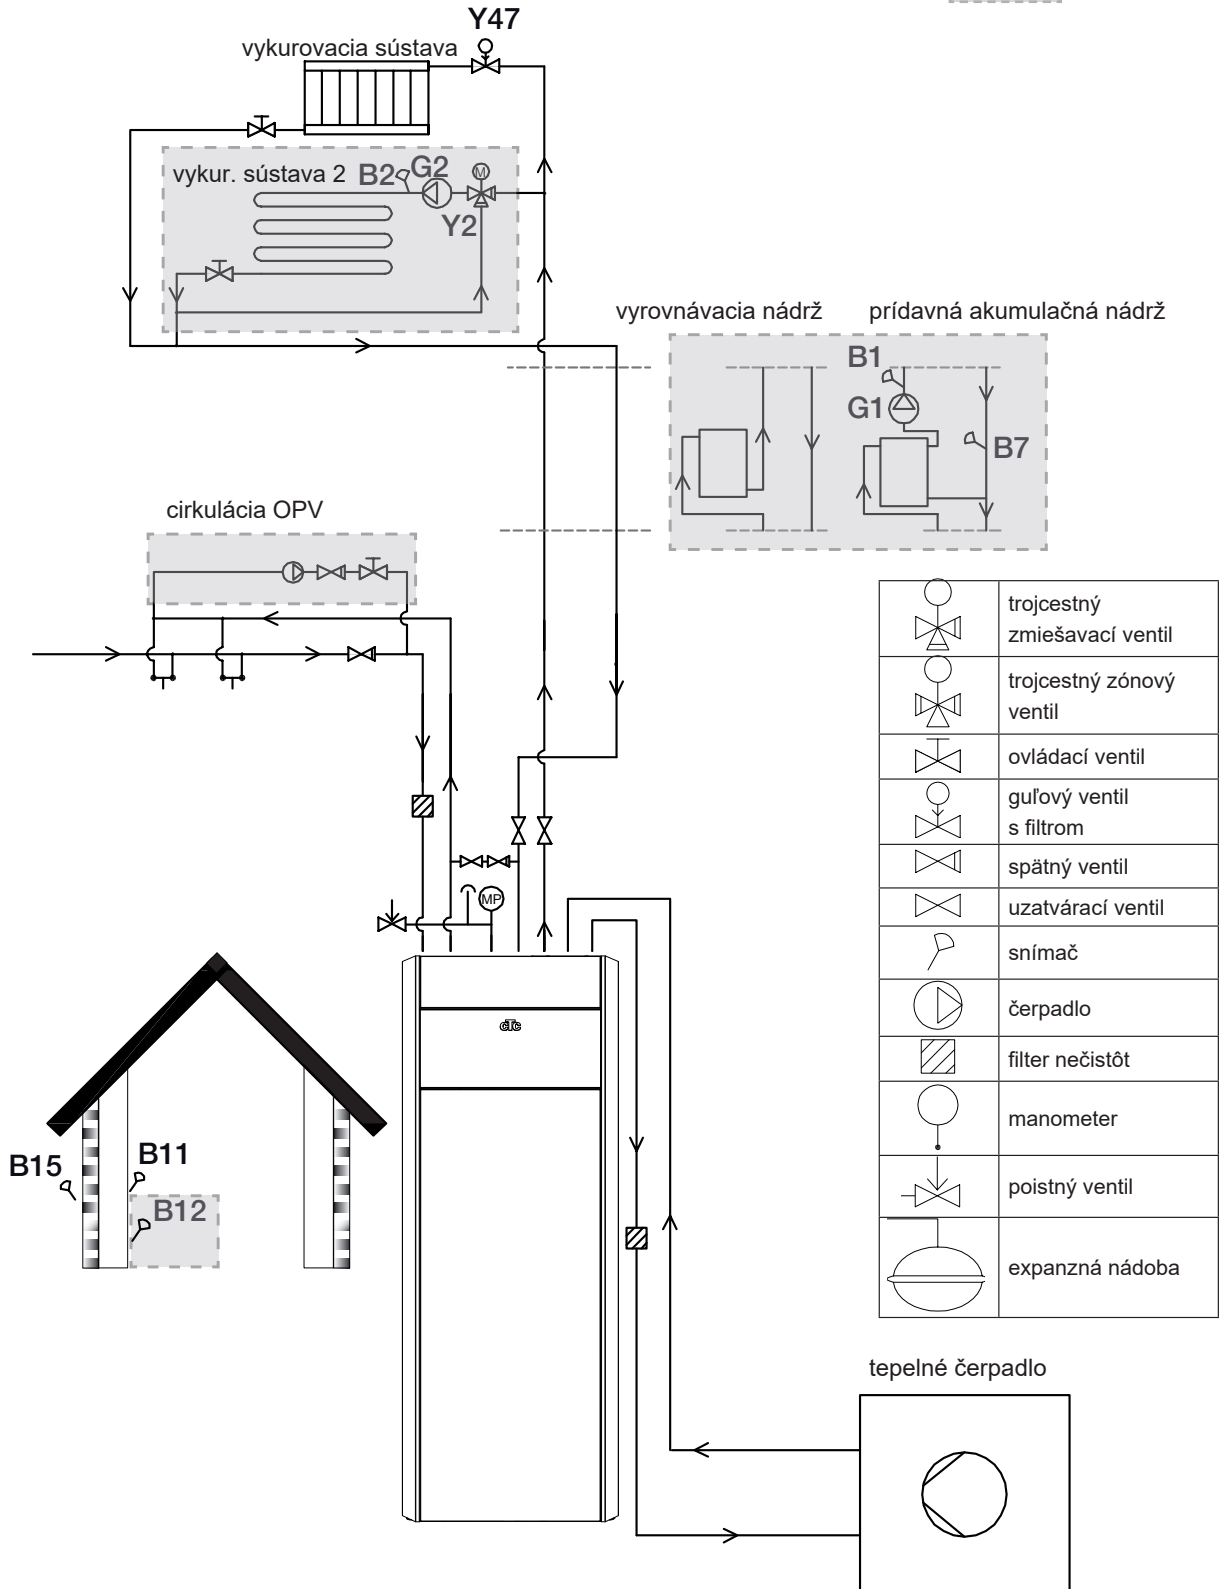 Y47
vykurovacia sústava
vykur. sústava 2
B2
G2
M
Y2
vyrovnávacia nádrž
prídavná akumulačná nádrž
B1
G1
B7
cirkulácia OPV
trojcestný
zmiešavací ventil
trojcestný zónový
ventil
ovládací ventil
guľový ventil
s filtrom
spätný ventil
uzatvárací ventil
snímač
čerpadlo
filter nečistôt
manometer
poistný ventil
expanzná nádoba
MP
cTc
B15
B11
B12
tepelné čerpadlo